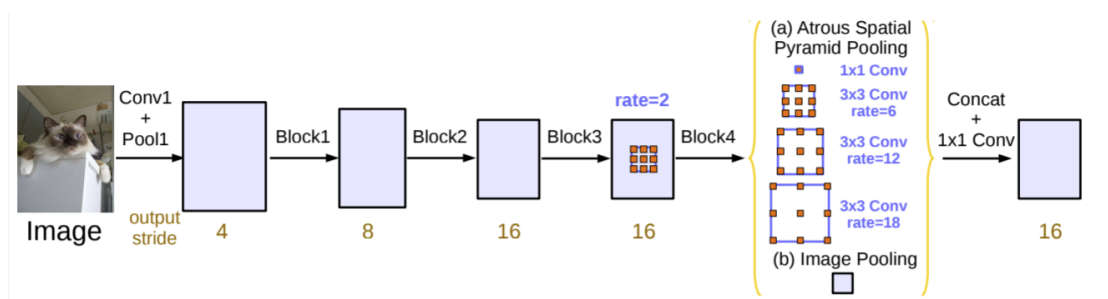 (a) Atrous Spatial
Pyramid Pooling
1x1 Conv
3x3 Conv
rate=6
3x3 Conv
rate=12
3x3 Conv
rate=18
(b) Image Pooling
Conv1
+
Pool1
Block1
Block2
Block3
rate=2
Block4
Concat
+
1x1 Conv
Image
output
stride
4
8
16
16
16